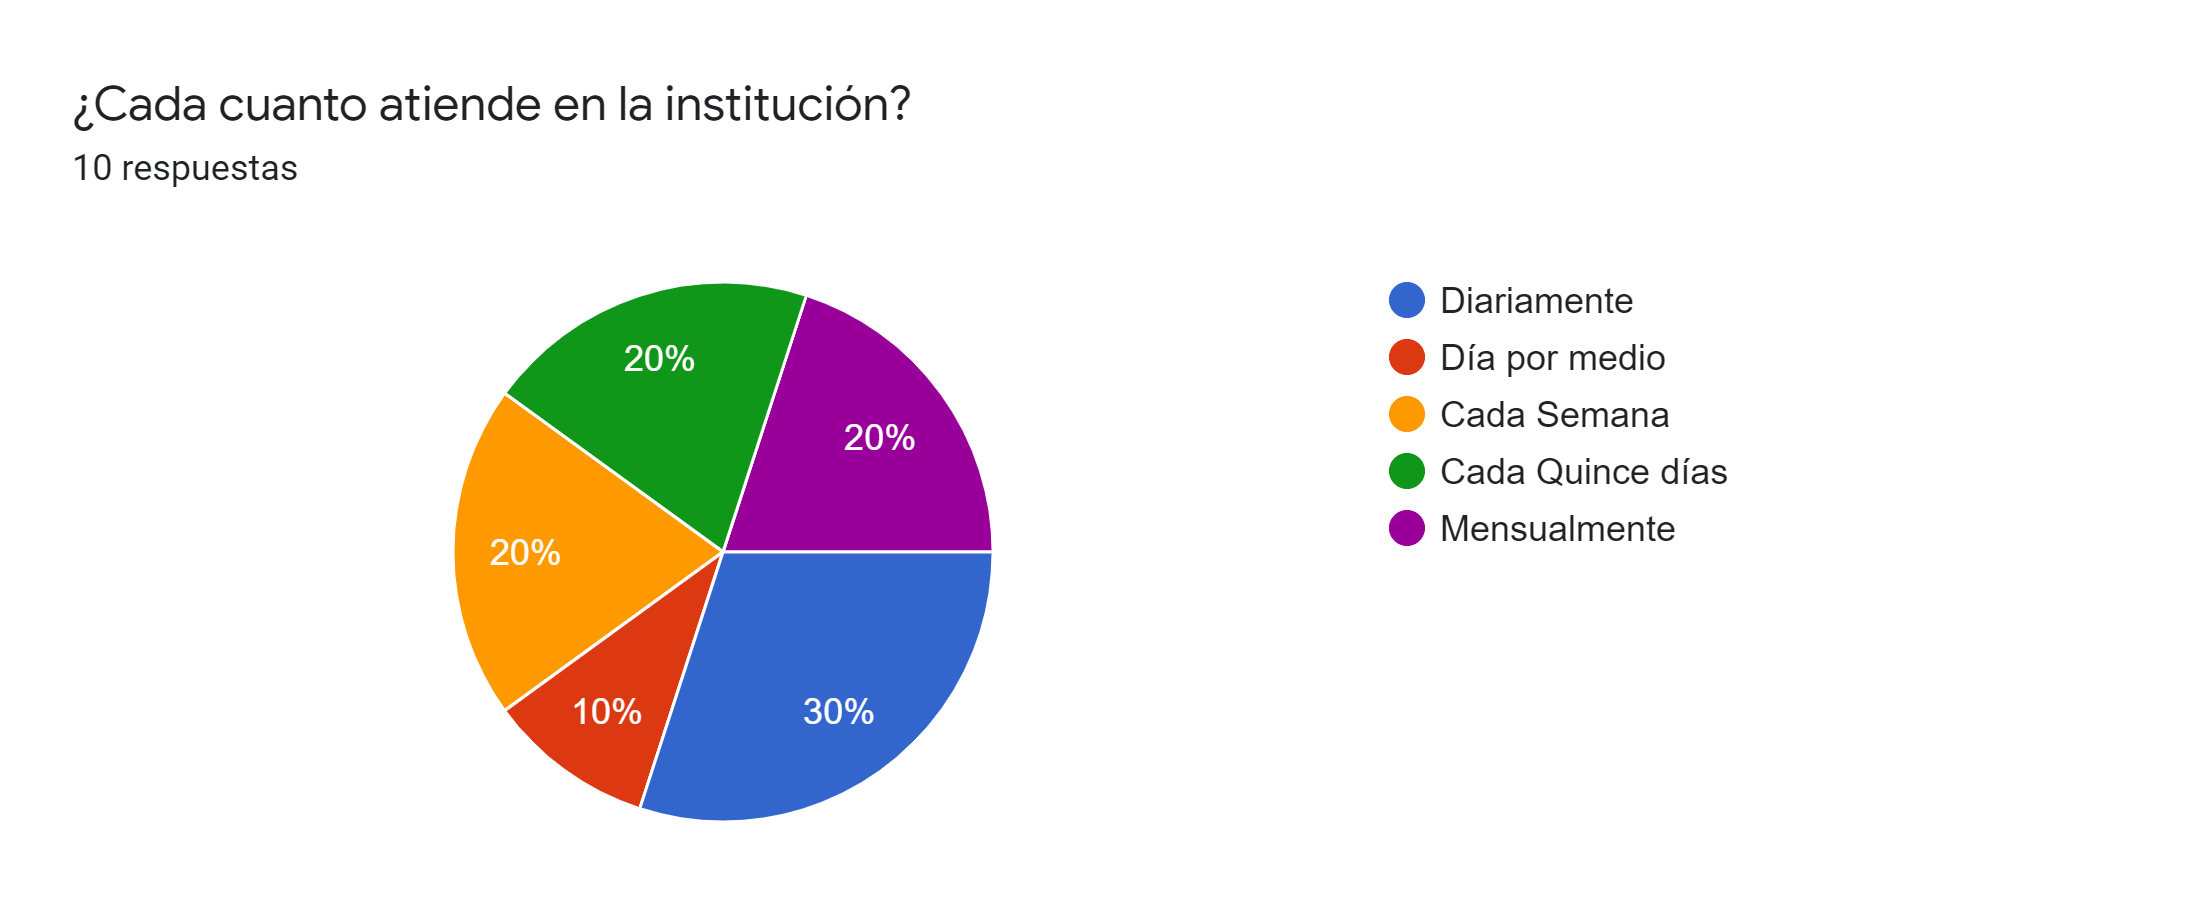 ¿Cada cuanto atiende en la institución?
10 respuestas
20%
20%
20%
10%
30%
Diariamente
Día por medio
Cada Semana
Cada Quince días
Mensualmente